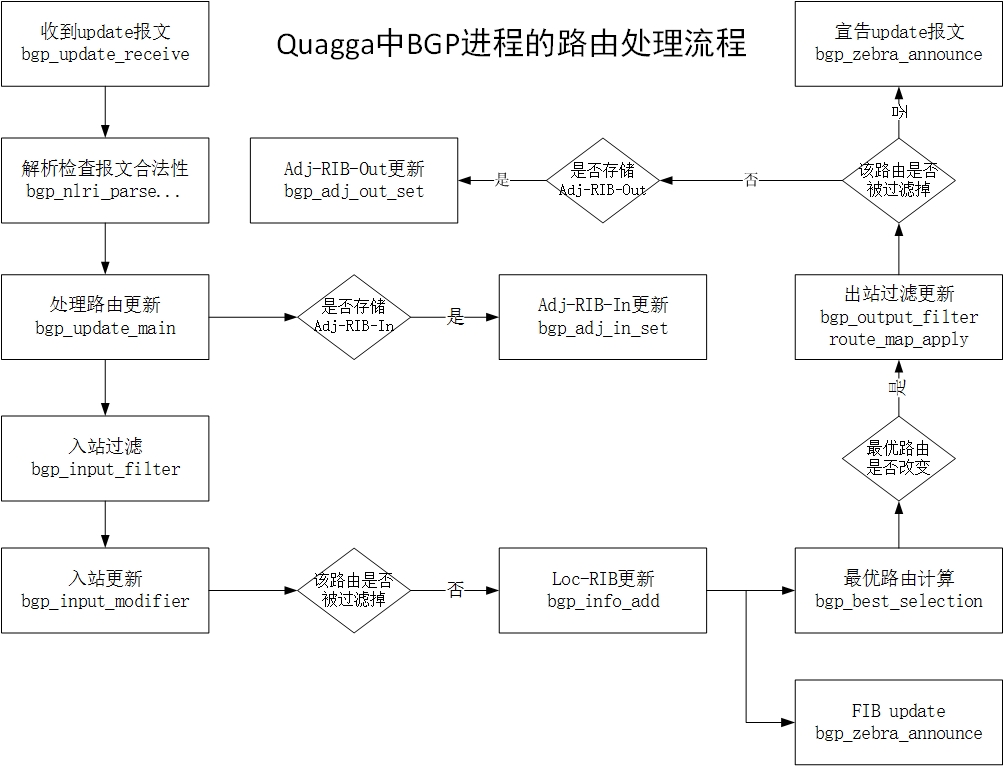 Quagga中BGP进程的路由处理流程
收到update报文
bgp_update_receive
解析检查报文合法性
bgp_nlri_parse...
处理路由更新
bgp_update_main
是否存储
Adj-RIB-In
是
Adj-RIB-In更新
bgp_adj_in_set
入站过滤
bgp_input_filter
入站更新
bgp_input_modifier
该路由是否
被过滤掉
否
Loc-RIB更新
bgp_info_add
最优路由计算
bgp_best_selection
FIB update
bgp_zebra_announce
最优路由
是否改变
是
出站过滤更新
bgp_output_filter
route_map_apply
该路由是否
被过滤掉
否
是否存储
Adj-RIB-Out
是
Adj-RIB-Out更新
bgp_adj_out_set
否
宣告update报文
bgp_zebra_announce